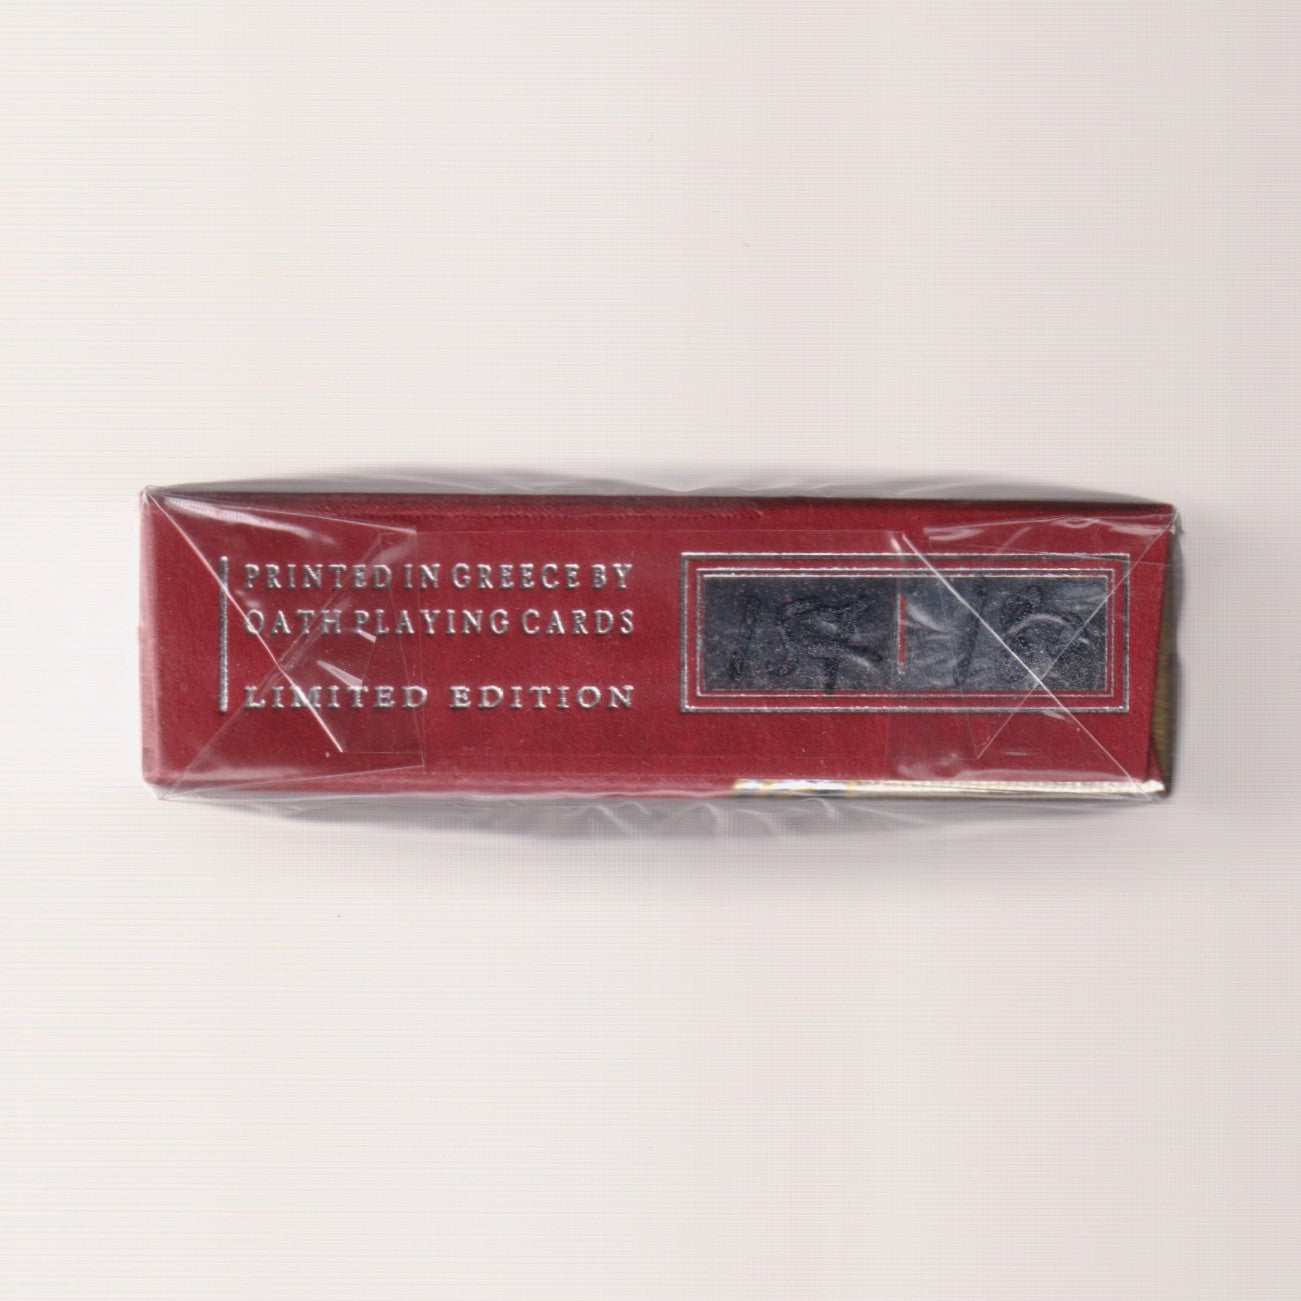 PRINTED IN GREECE BY
OATH PLAYING CARDS
LIMITED EDITION